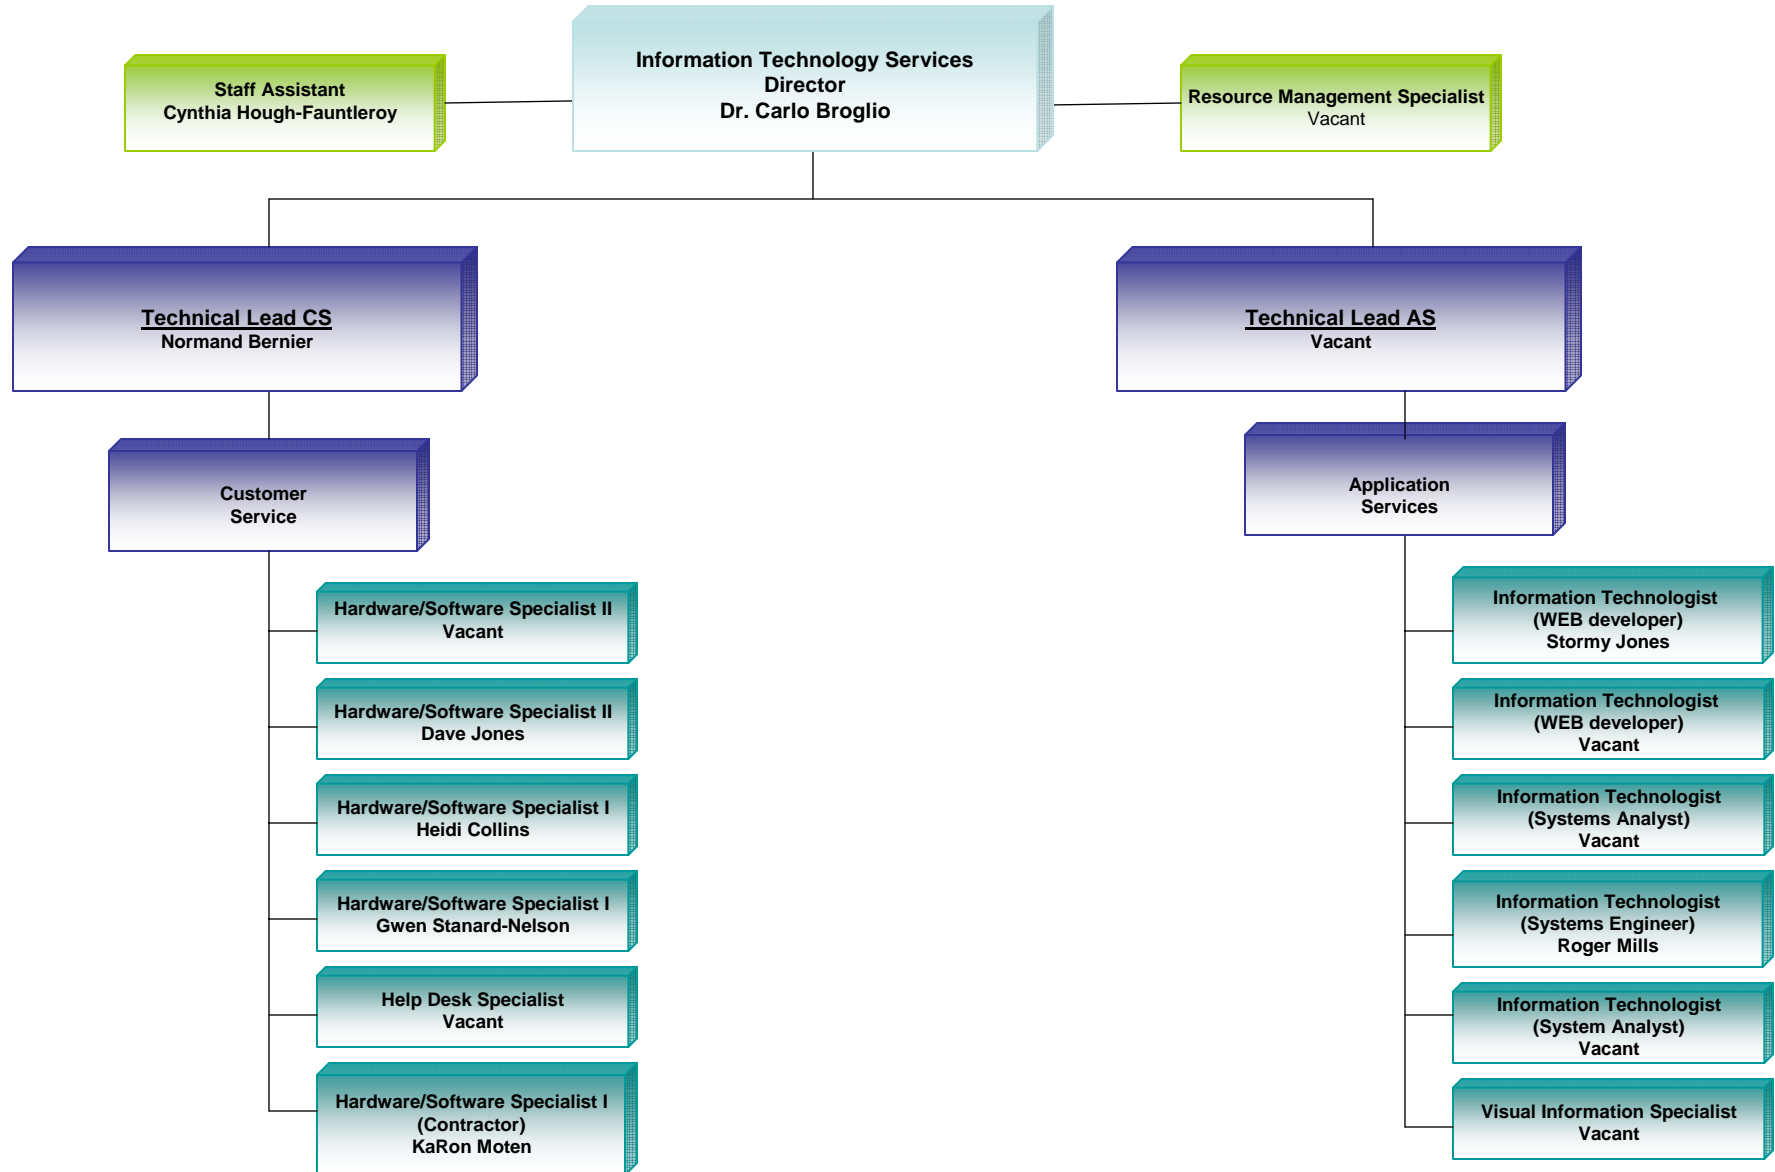 Information Technology Services
Director
Dr. Carlo Broglio
Staff Assistant
Cynthia Hough-Fauntleroy
Resource Management Specialist
Vacant
Technical Lead CS
Normand Bernier
Technical Lead AS
Vacant
Customer
Service
Application
Services
Hardware/Software Specialist II
Vacant
Hardware/Software Specialist II
Dave Jones
Hardware/Software Specialist I
Heidi Collins
Hardware/Software Specialist I
Gwen Stanard-Nelson
Help Desk Specialist
Vacant
Hardware/Software Specialist I
(Contractor)
KaRon Moten
Information Technologist
(WEB developer)
Stormy Jones
Information Technologist
(WEB developer)
Vacant
Information Technologist
(Systems Analyst)
Vacant
Information Technologist
(Systems Engineer)
Roger Mills
Information Technologist
(System Analyst)
Vacant
Visual Information Specialist
Vacant